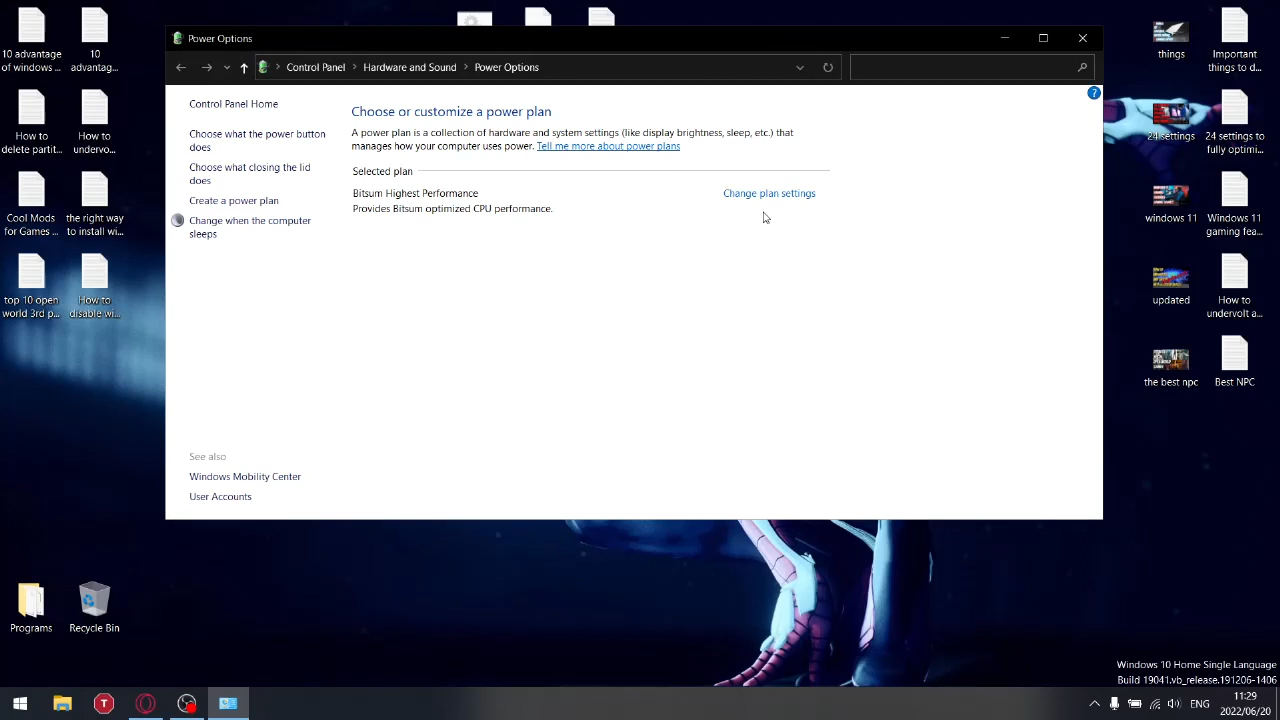 Power Options
Control Panel > Hardware and Sound > Power Options
Control Panel Home
Choose what the power button
does
Choose what closing the lid
does
Create a power plan
Change when the computer
sleeps
See also
Windows Mobility Center
User Accounts
Choose or customize a power plan
A power plan is a collection of hardware and system settings (like display brightness, sleep, etc.) that
manages how your computer uses power. Tell me more about power plans
Selected plan
Bitsum Highest Performance
Change plan settings
Provides Bitsum optimized CPU performance.
?
10 advantage
of windows ...
10
advantag...
How to
delete partit...
How to
undervo...
Cool Mods
for Games ...
the right way
to install wi...
top 10 open
world 3rd p...
How to
disable wi...
Programs
Recycle Bin
things
Important
things to d...
24 settings
24 settings to
fully optimi...
windows 11
Windows 11
gaming fea...
updated
How to
undervolt a...
the best npc
Best NPC
Windows 10 Home Single Language
Build 19041.vb_release.191206-1406
T
ENG
11:29
2022/06/20